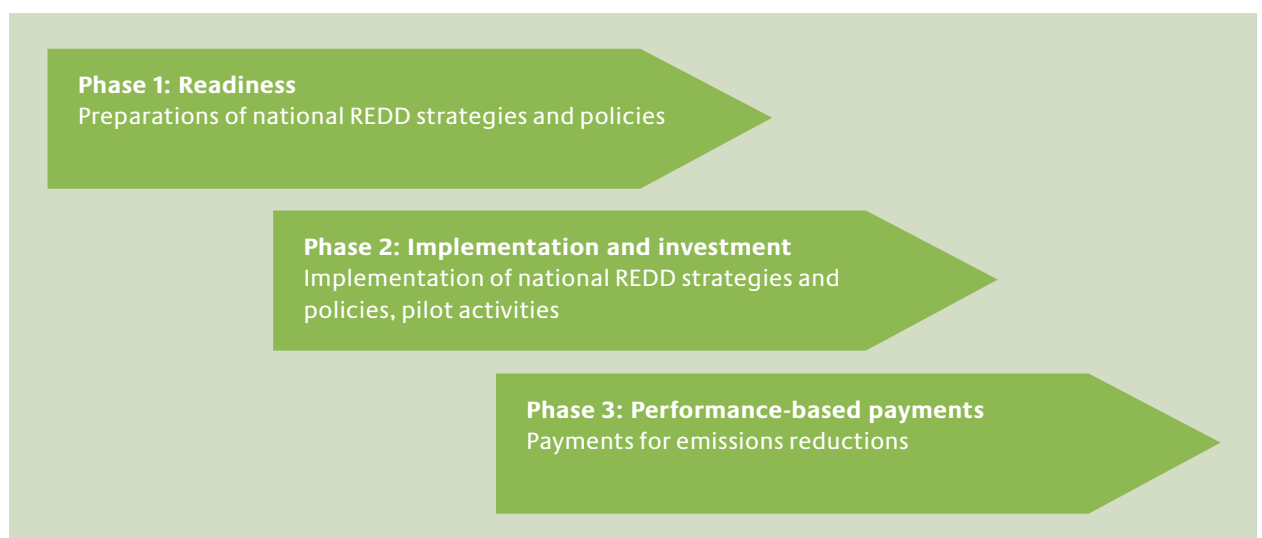 Phase 1: Readiness
Preparations of national REDD strategies and policies
Phase 2: Implementation and investment
Implementation of national REDD strategies and
policies, pilot activities
Phase 3: Performance-based payments
Payments for emissions reductions